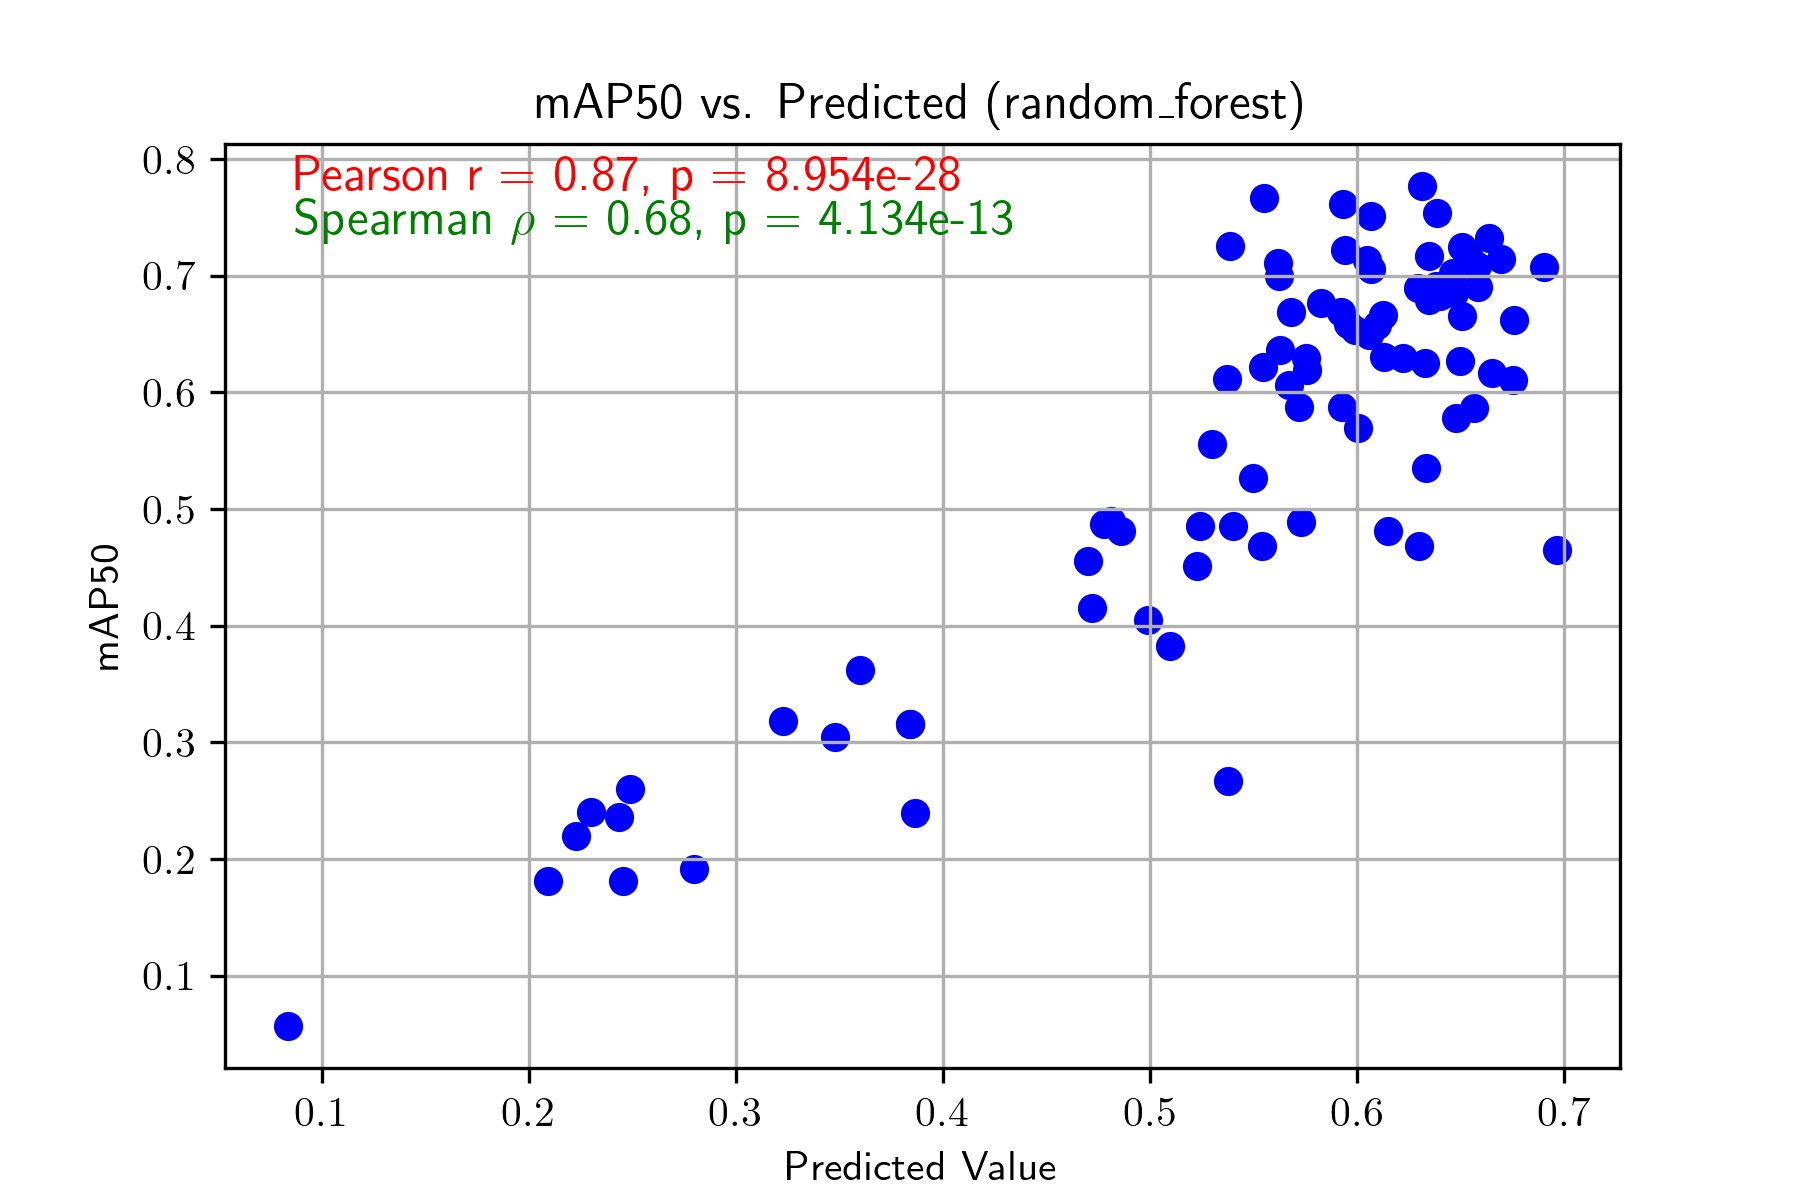 mAP50 vs. Predicted (random_forest)
Pearson r = 0.87, p = 8.954e-28
Spearman ρ = 0.68, p = 4.134e-13
0.8
0.7
0.6
0.5
0.4
0.3
0.2
0.1
mAP50
0.1 0.2 0.3 0.4 0.5 0.6 0.7
Predicted Value